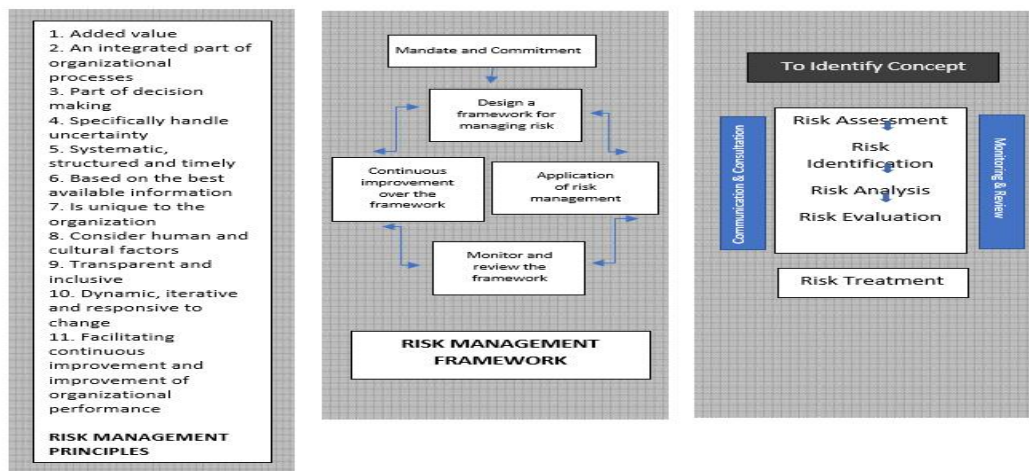 1. Added value
2. An integrated part of
organizational
processes
3. Part of decision
making
4. Specifically handle
uncertainty
5. Systematic,
structured and timely
6. Based on the best
available information
7. Is unique to the
organization
8. Consider human and
cultural factors
9. Transparent and
inclusive
10. Dynamic, iterative
and responsive to
change
11. Facilitating
continuous
improvement and
improvement of
organizational
performance
RISK MANAGEMENT
PRINCIPLES
Mandate and Commitment
Design a
framework for
managing risk
Continuous
improvement
over the
framework
Application
of risk
management
Monitor and
review the
framework
RISK MANAGEMENT
FRAMEWORK
To Identify Concept
Communication & Consultation
Risk Assessment
Risk
Identification
Risk Analysis
Risk Evaluation
Monitoring & Review
Risk Treatment